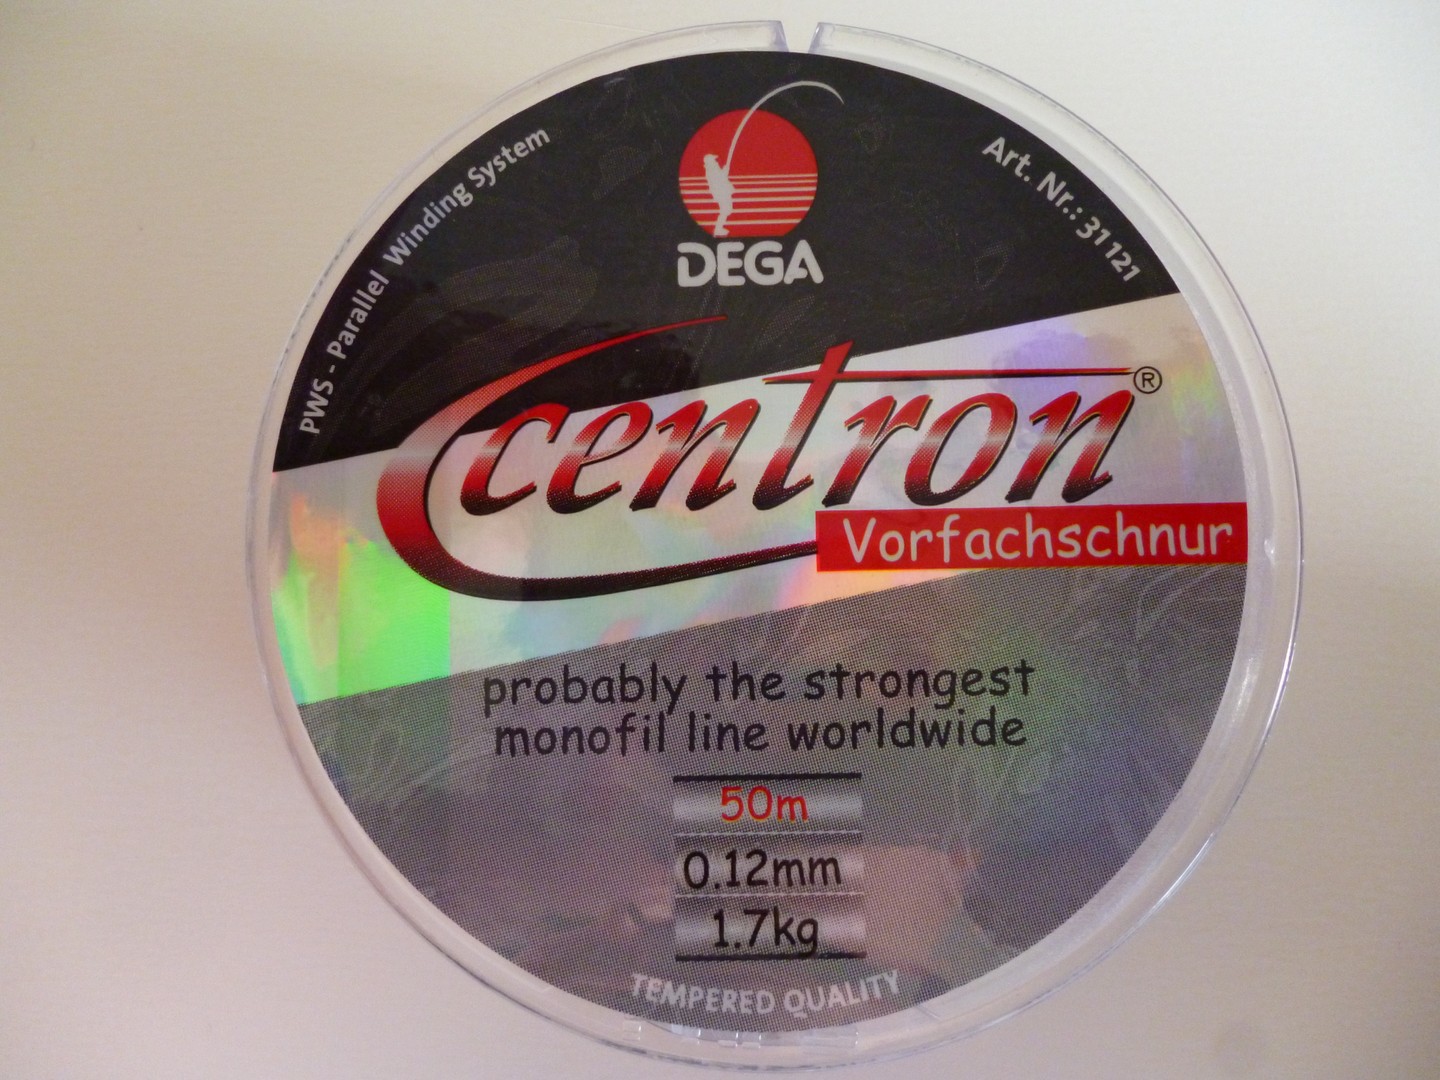 PWS - Parallel Winding System
DEGA
Art. Nr.: 31121
centron®
Vorfachschnur
probably the strongest
monofil line worldwide
50m
0.12mm
1.7kg
TEMPERED QUALITY